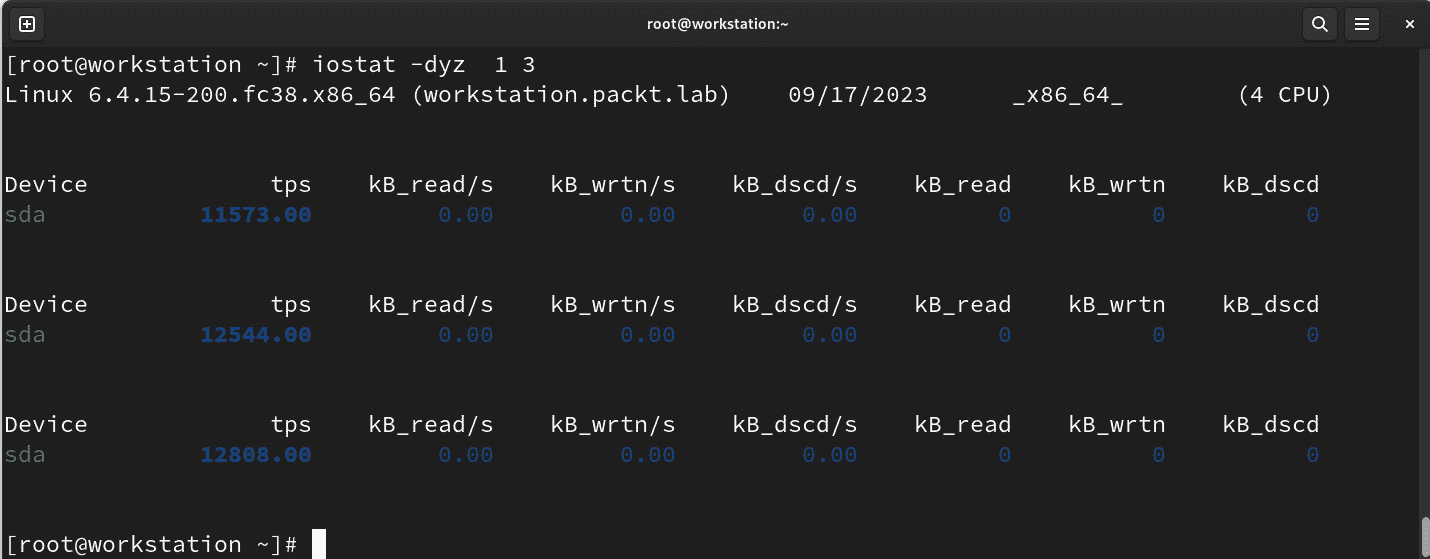 root@workstation:~
[root@workstation ~]# iostat -dyz  1 3
Linux 6.4.15-200.fc38.x86_64 (workstation.packt.lab)    09/17/2023      _x86_64_        (4 CPU)
Device             tps    kB_read/s    kB_wrtn/s    kB_dscd/s    kB_read    kB_wrtn    kB_dscd
sda           11573.00         0.00         0.00         0.00          0          0          0
Device             tps    kB_read/s    kB_wrtn/s    kB_dscd/s    kB_read    kB_wrtn    kB_dscd
sda           12544.00         0.00         0.00         0.00          0          0          0
Device             tps    kB_read/s    kB_wrtn/s    kB_dscd/s    kB_read    kB_wrtn    kB_dscd
sda           12808.00         0.00         0.00         0.00          0          0          0
[root@workstation ~]#